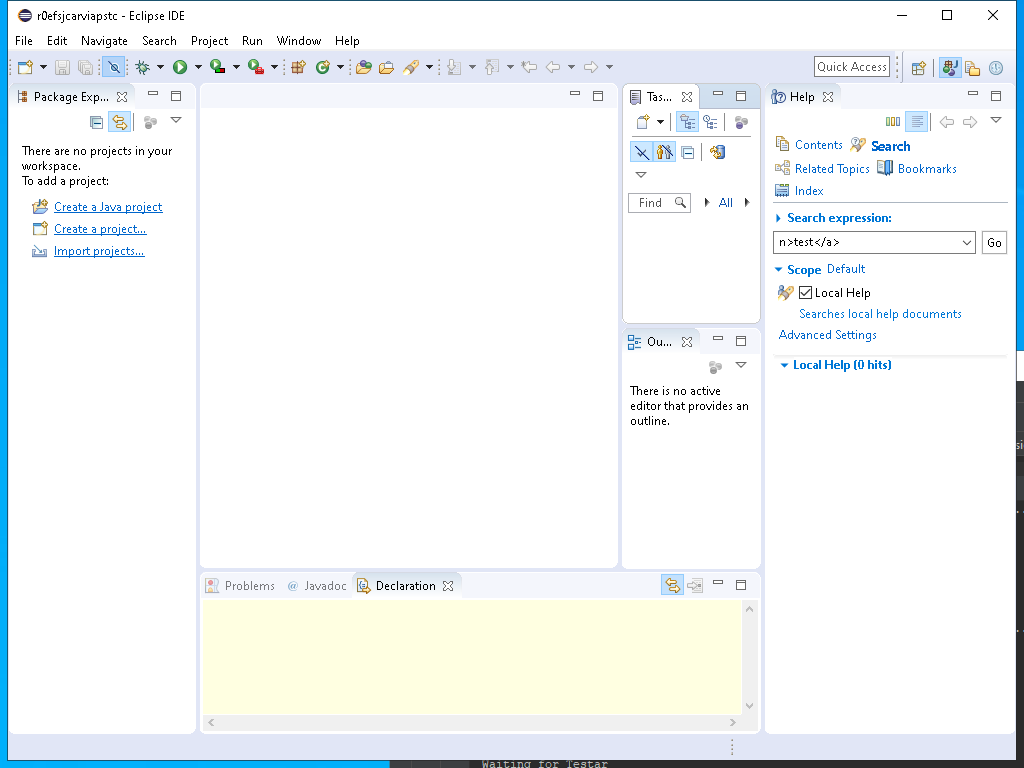 r0efsjcarviapstc - Eclipse IDE
File Edit Navigate Search Project Run Window Help
Quick Access
Package Exp...
There are no projects in your
workspace.
To add a project:
Create a Java project
Create a project...
Import projects...
Tas...
Find
All
Ou...
There is no active
editor that provides an
outline.
Help
Contents Search
Related Topics Bookmarks
Index
Search expression:
n>test</a>
Go
Scope Default
Local Help
Searches local help documents
Advanced Settings
Local Help (0 hits)
Problems @ Javadoc Declaration
Waiting for Testar